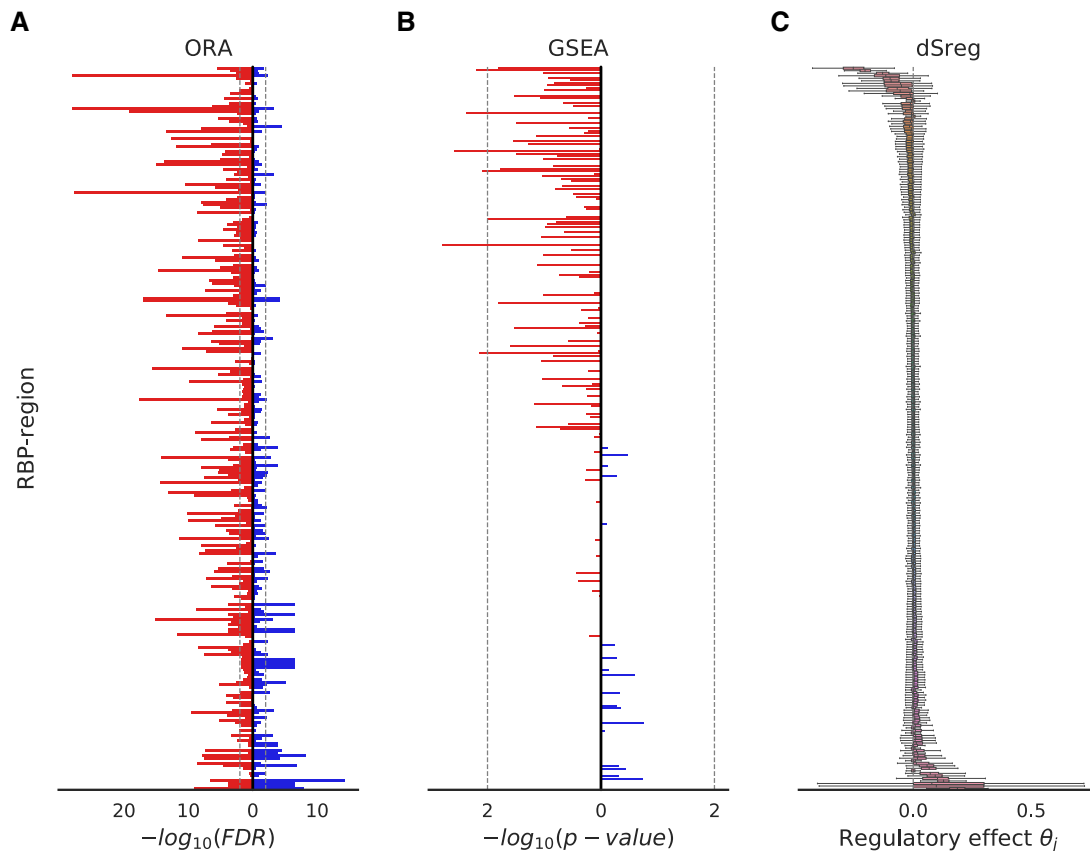 A
B
C
ORA
GSEA
dSreg
RBP-region
20 10 0 10
2 0 2
0.0 0.5
−log10(FDR)
−log10(p − value)
Regulatory effect θj